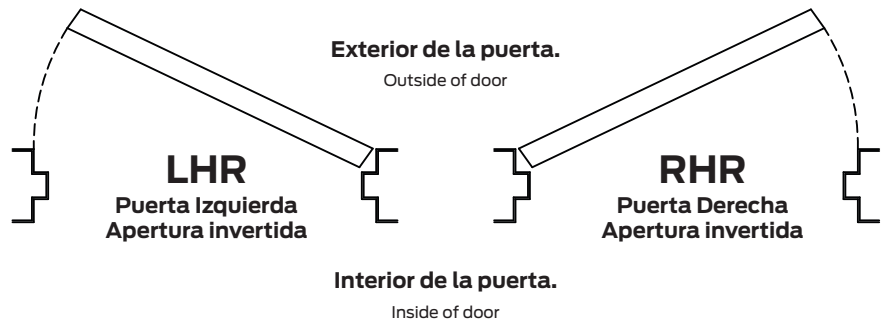 Exterior de la puerta.
Outside of door
LHR
Puerta Izquierda
Apertura invertida
RHR
Puerta Derecha
Apertura invertida
Interior de la puerta.
Inside of door